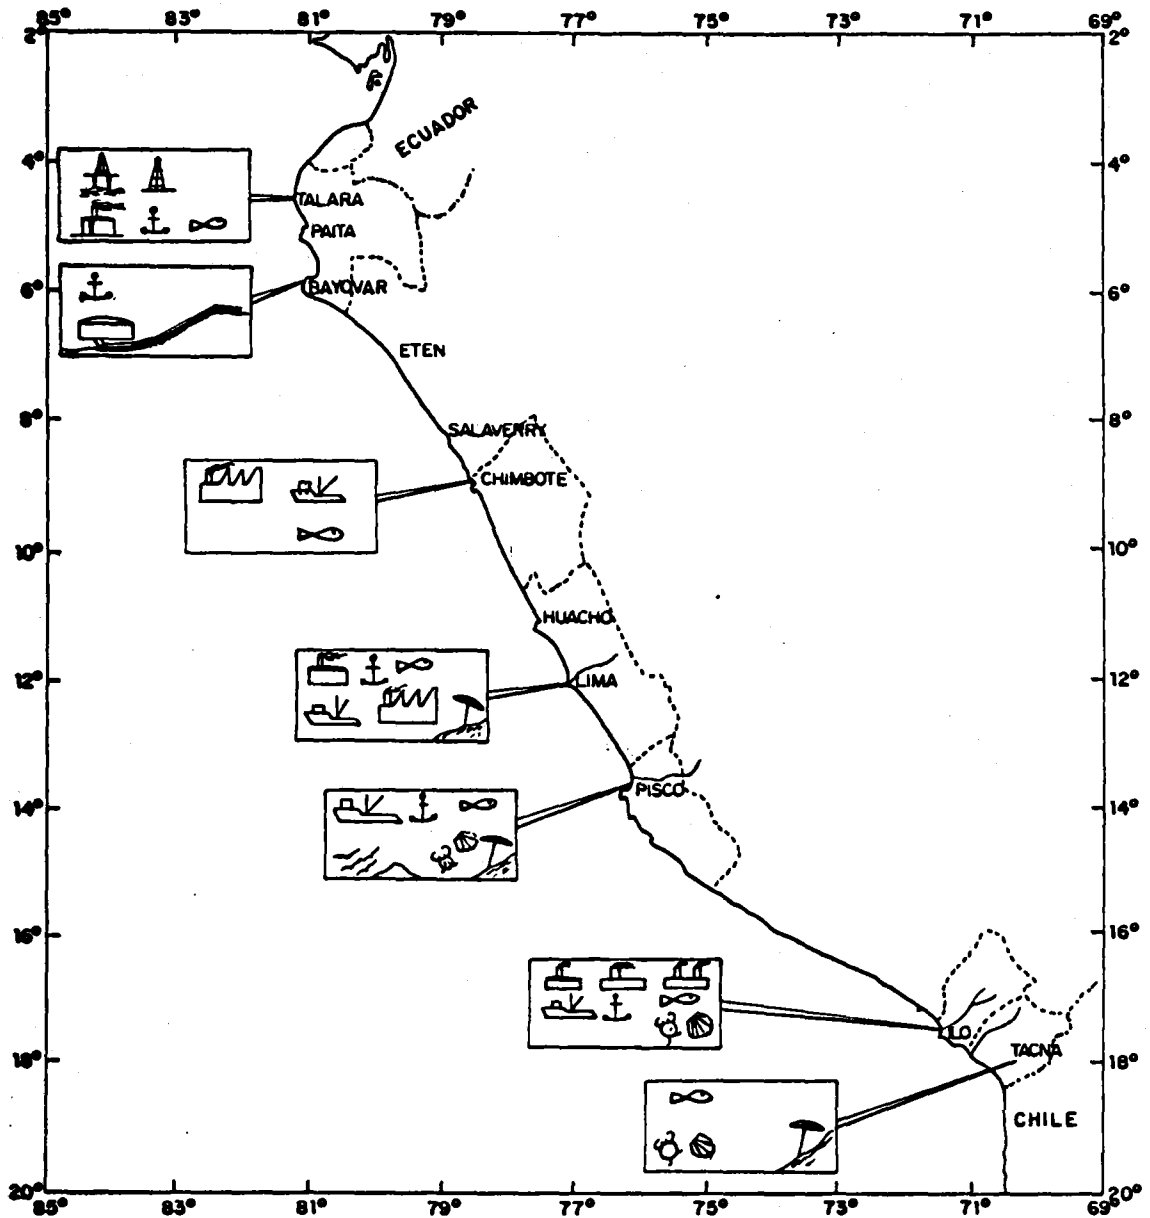 85° 83° 81° 79° 77° 75° 73° 71° 69°
2° 2°
ECUADOR
4° 4°
TALARA
PAITA
BAYOVAR
6° 6°
ETEN
8° 8°
SALAVERRY
CHIMBOTE
10° 10°
HUACHO
12° LIMA 12°
PISCO
14° 14°
16° 16°
ILO
TACNA
18° 18°
CHILE
20° 20°
85° 83° 81° 79° 77° 75° 73° 71° 69°